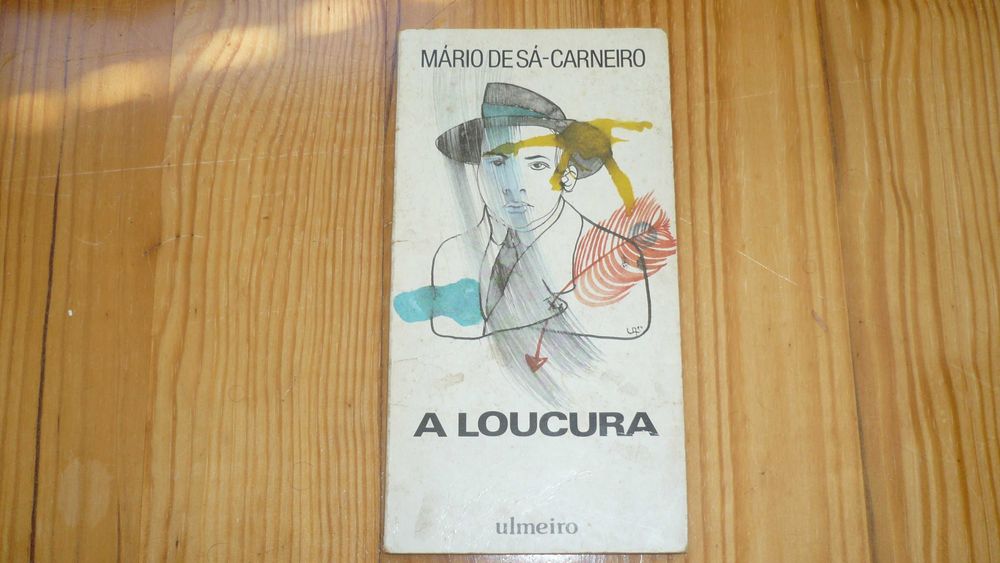 MÁRIO DE SÁ-CARNEIRO
A LOUCURA
ulmeiro